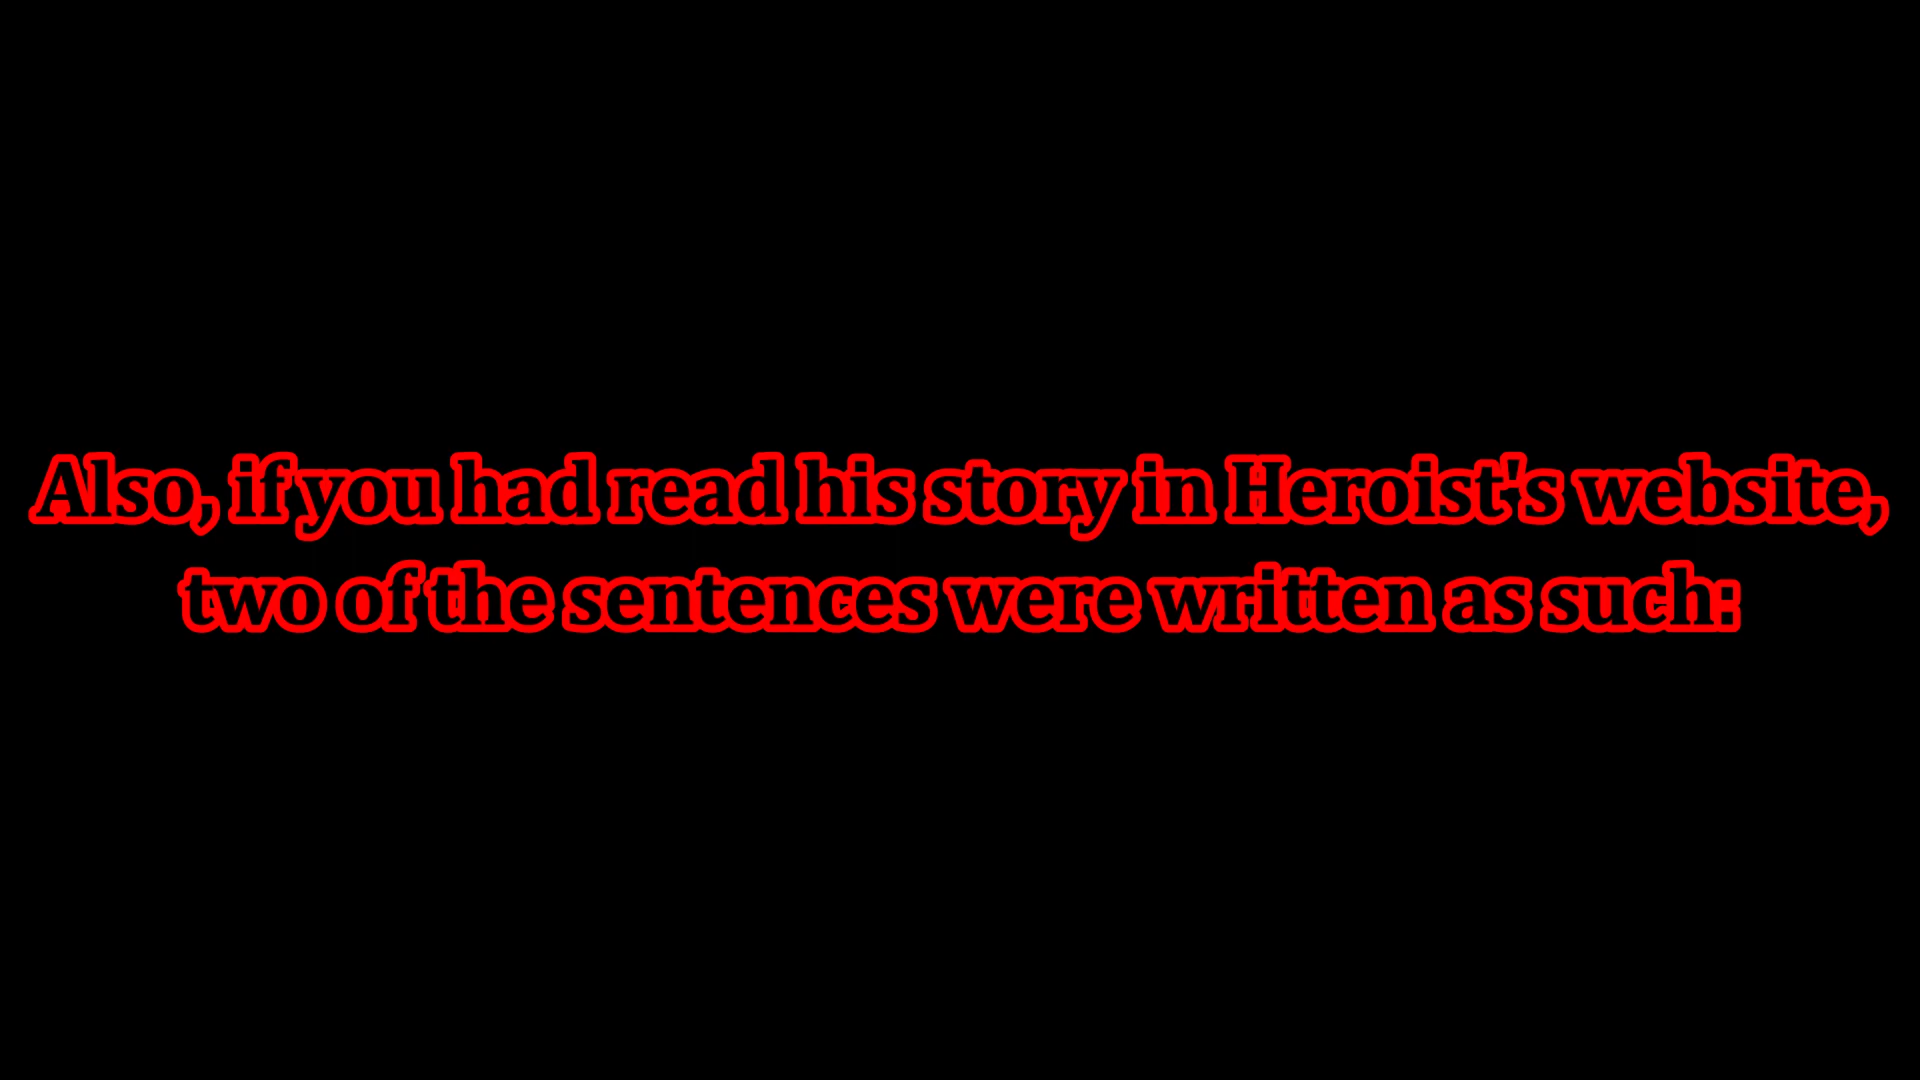 Also, if you had read his story in Heroist's website,
two of the sentences were written as such: